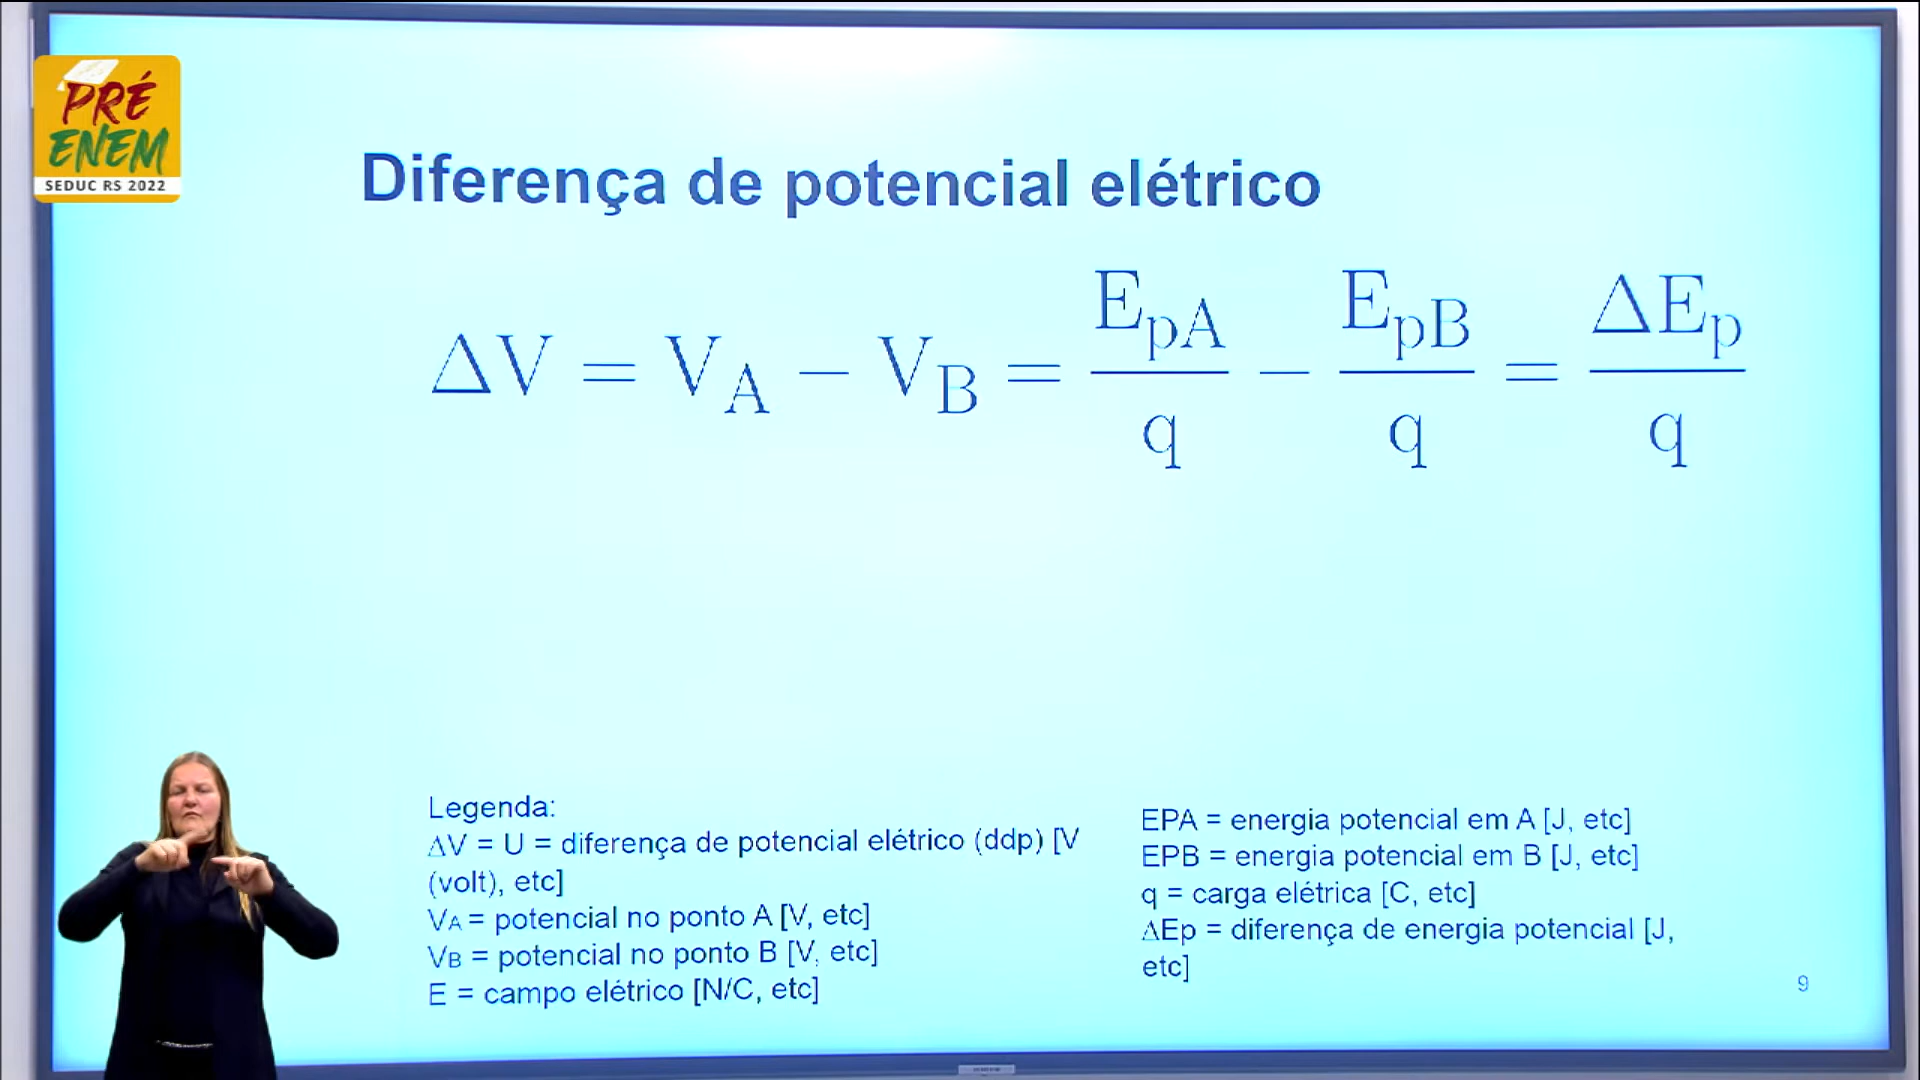 PRÉ
ENEM
SEDUC RS 2022
Diferença de potencial elétrico
ΔV = V_A − V_B = E_pA/q − E_pB/q = ΔE_p/q
Legenda:
ΔV = U = diferença de potencial elétrico (ddp) [V
(volt), etc]
VA = potencial no ponto A [V, etc]
VB = potencial no ponto B [V, etc]
E = campo elétrico [N/C, etc]
EPA = energia potencial em A [J, etc]
EPB = energia potencial em B [J, etc]
q = carga elétrica [C, etc]
ΔEp = diferença de energia potencial [J,
etc]
9